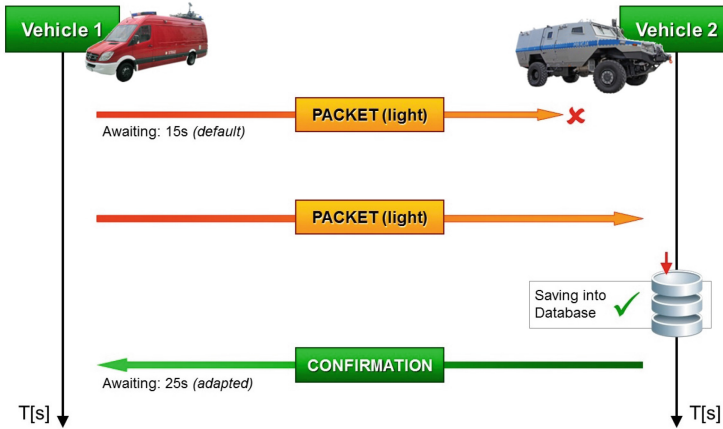 Vehicle 1
Vehicle 2
PACKET (light)
Awaiting: 15s (default)
PACKET (light)
Saving into
Database
CONFIRMATION
Awaiting: 25s (adapted)
T[s]
T[s]